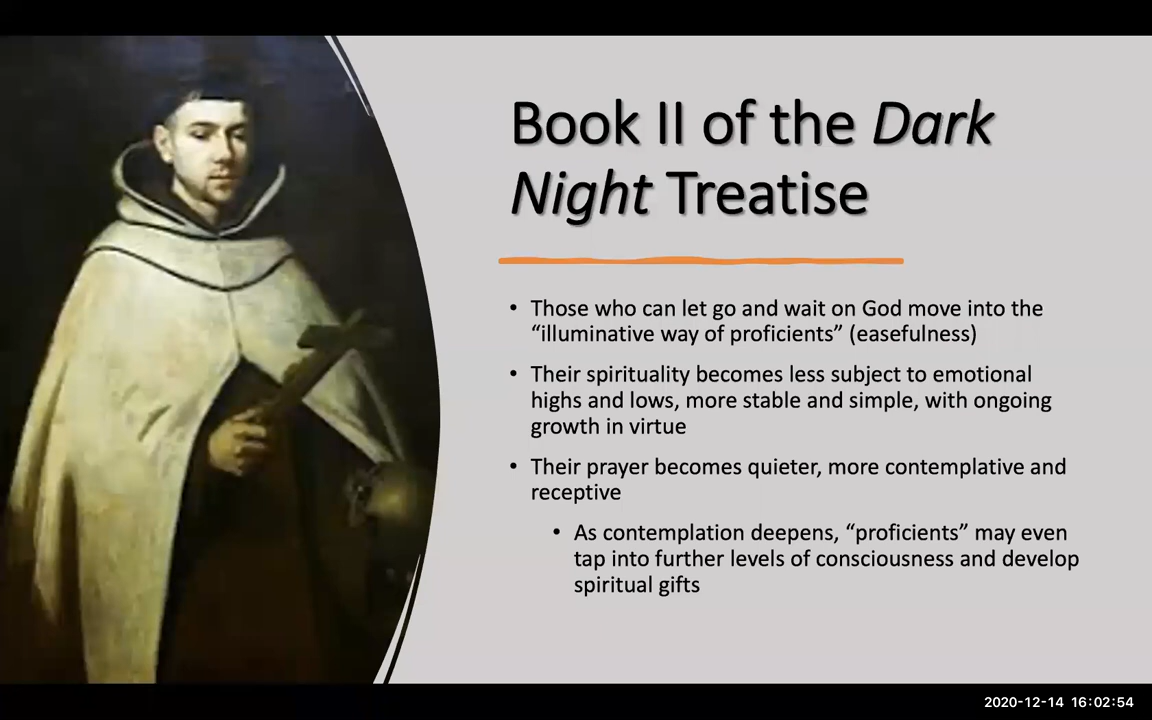 Book II of the Dark
Night Treatise
• Those who can let go and wait on God move into the
“illuminative way of proficients” (easefulness)
• Their spirituality becomes less subject to emotional
highs and lows, more stable and simple, with ongoing
growth in virtue
• Their prayer becomes quieter, more contemplative and
receptive
• As contemplation deepens, “proficients” may even
tap into further levels of consciousness and develop
spiritual gifts
2020-12-14 16:02:54